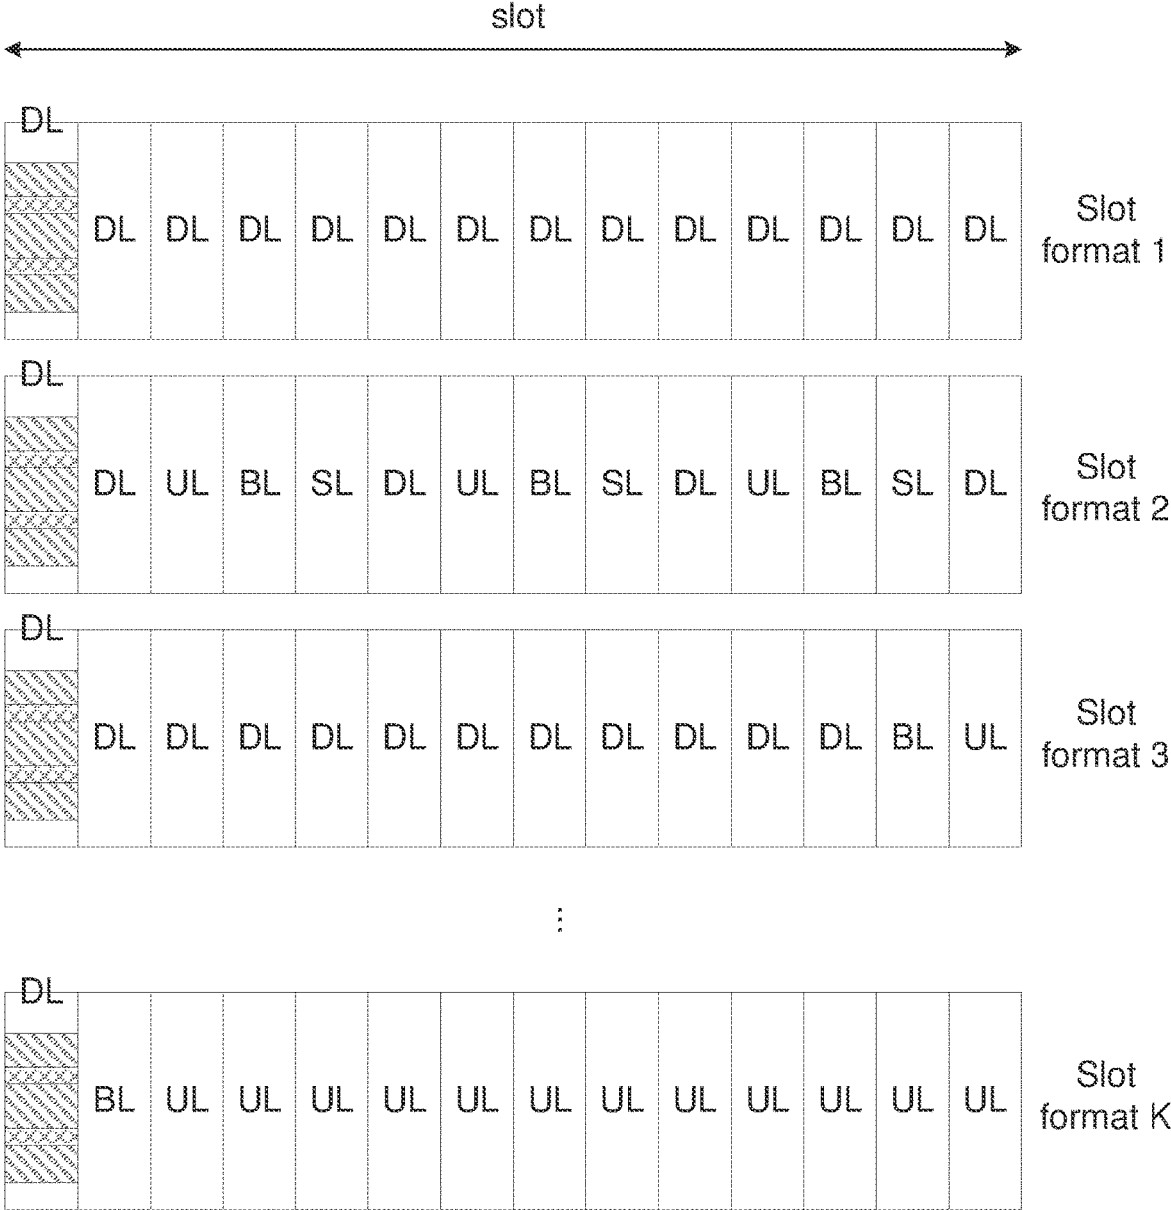 slot
DL
DL DL DL DL DL DL DL DL DL DL DL DL DL
Slot
format 1
DL
DL UL BL SL DL UL BL SL DL UL BL SL DL
Slot
format 2
DL
DL DL DL DL DL DL DL DL DL DL DL BL UL
Slot
format 3
⋮
DL
BL UL UL UL UL UL UL UL UL UL UL UL UL
Slot
format K